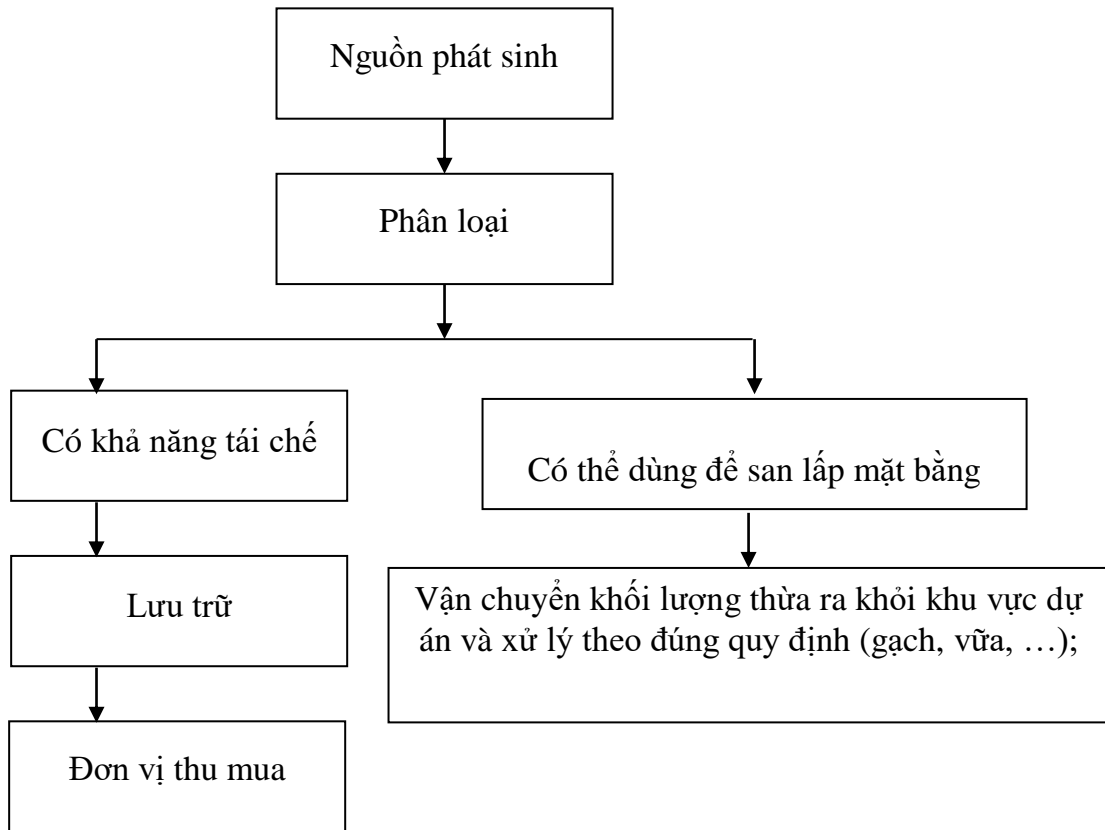 Nguồn phát sinh
Phân loại
Có khả năng tái chế
Có thể dùng để san lấp mặt bằng
Lưu trữ
Vận chuyển khối lượng thừa ra khỏi khu vực dự
án và xử lý theo đúng quy định (gạch, vữa, …);
Đơn vị thu mua